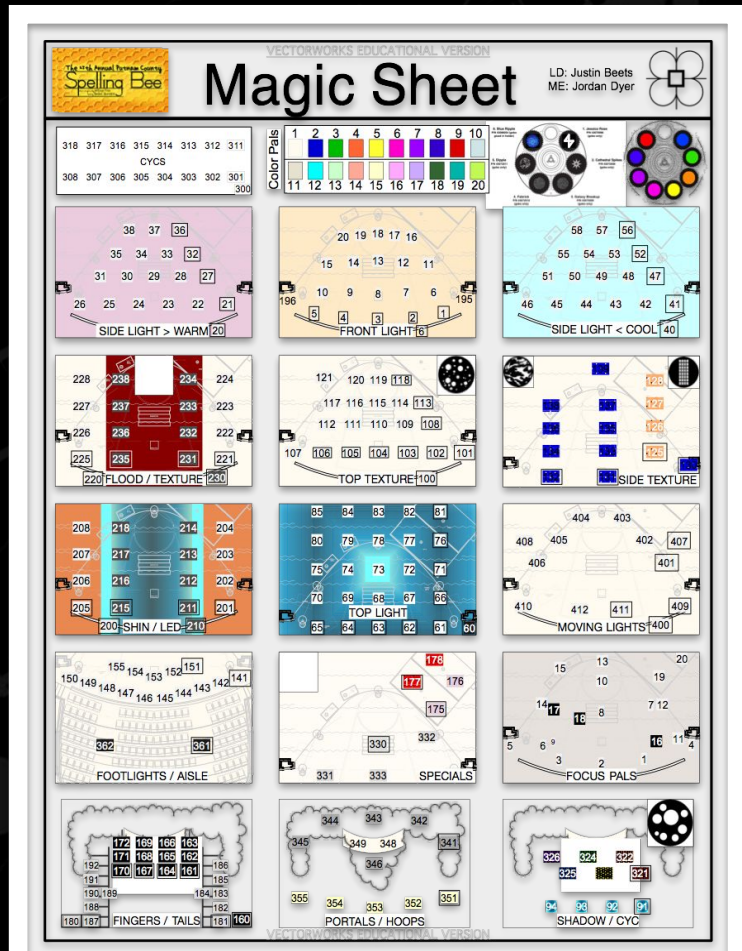 VECTORWORKS EDUCATIONAL VERSION
Spelling Bee
Magic Sheet
LD: Justin Beets
ME: Jordan Dyer
318 317 316 315 314 313 312 311
CYCS
308 307 306 305 304 303 302 301
300
Color Pals
1 2 3 4 5 6 7 8 9 10
11 12 13 14 15 16 17 18 19 20
38 37 36
35 34 33 32
31 30 29 28 27
26 25 24 23 22 21
SIDE LIGHT > WARM 20
20 19 18 17 16
15 14 13 12 11
10 9 8 7 6
196 195
5 4 3 2 1
FRONT LIGHT 6
58 57 56
55 54 53 52
51 50 49 48 47
46 45 44 43 42 41
SIDE LIGHT < COOL 40
228 238 234 224
227 237 233 223
226 236 232 222
225 235 231 221
220 FLOOD / TEXTURE 230
121 120 119 118
117 116 115 114 113
112 111 110 109 108
107 106 105 104 103 102 101
TOP TEXTURE 100
127
126
SIDE TEXTURE
208 218 214 204
207 217 213 203
206 216 212 202
205 215 211 201
200 SHIN / LED 210
85 84 83 82 81
80 79 78 77 76
75 74 73 72 71
70 69 68 67 66
TOP LIGHT
65 64 63 62 61 60
404 403
408 405 402 407
406 401
410 412 411 409
MOVING LIGHTS 400
155 154 153 152 151
150 149 148 147 146 145 144 143 142 141
362 361
FOOTLIGHTS / AISLE
178
177 176
175
330 332
331 333 SPECIALS
13 20
15 10 19
14 17 18 8 7 12
5 6 9 16 11 4
3 2 1
FOCUS PALS
172 169 166 163
171 168 165 162
170 167 164 161
192 186
191 185
190 189 184 183
188 182
180 187 181 160
FINGERS / TAILS
344 343 342
345 349 348 341
346
355 354 353 352 351
PORTALS / HOOPS
326 324 322
325 321
94 93 92 91
SHADOW / CYC
VECTORWORKS EDUCATIONAL VERSION